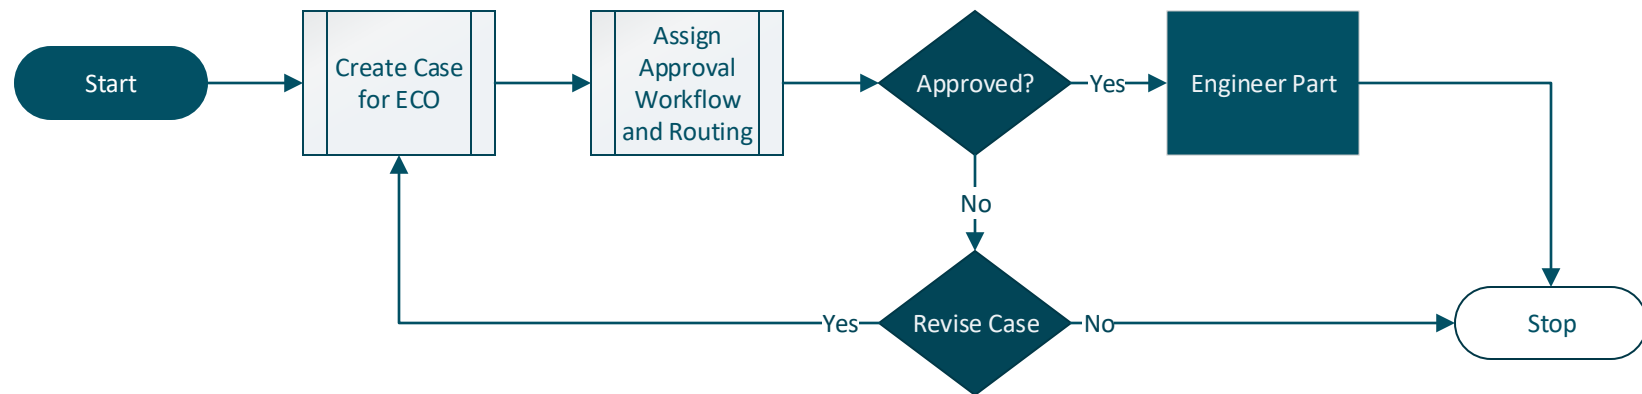 Start
Create Case
for ECO
Assign
Approval
Workflow
and Routing
Approved?
Yes
Engineer Part
No
Yes
Revise Case
No
Stop